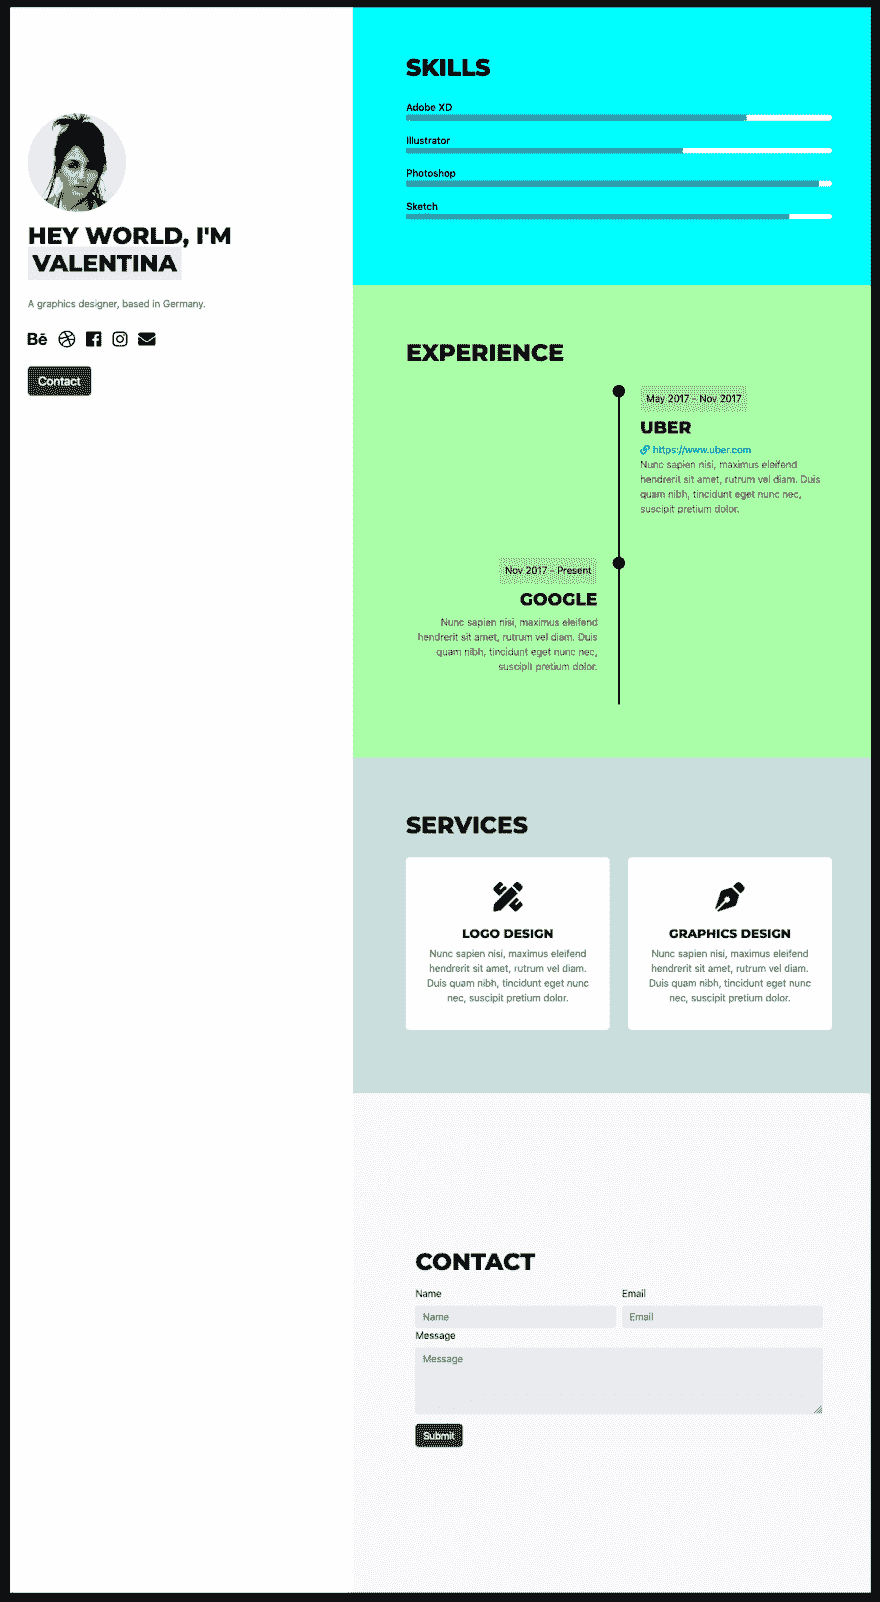 HEY WORLD, I'M
VALENTINA
A graphics designer, based in Germany.
Bē
Contact
SKILLS
Adobe XD
Illustrator
Photoshop
Sketch
EXPERIENCE
May 2017 - Nov 2017
UBER
https://www.uber.com
Nunc sapien nisi, maximus eleifend
hendrerit sit amet, rutrum vel diam. Duis
quam nibh, tincidunt eget nunc nec,
suscipit pretium dolor.
Nov 2017 - Present
GOOGLE
Nunc sapien nisi, maximus eleifend
hendrerit sit amet, rutrum vel diam. Duis
quam nibh, tincidunt eget nunc nec,
suscipit pretium dolor.
SERVICES
LOGO DESIGN
Nunc sapien nisi, maximus eleifend
hendrerit sit amet, rutrum vel diam.
Duis quam nibh, tincidunt eget nunc
nec, suscipit pretium dolor.
GRAPHICS DESIGN
Nunc sapien nisi, maximus eleifend
hendrerit sit amet, rutrum vel diam.
Duis quam nibh, tincidunt eget nunc
nec, suscipit pretium dolor.
CONTACT
Name
Name
Email
Email
Message
Message
Submit